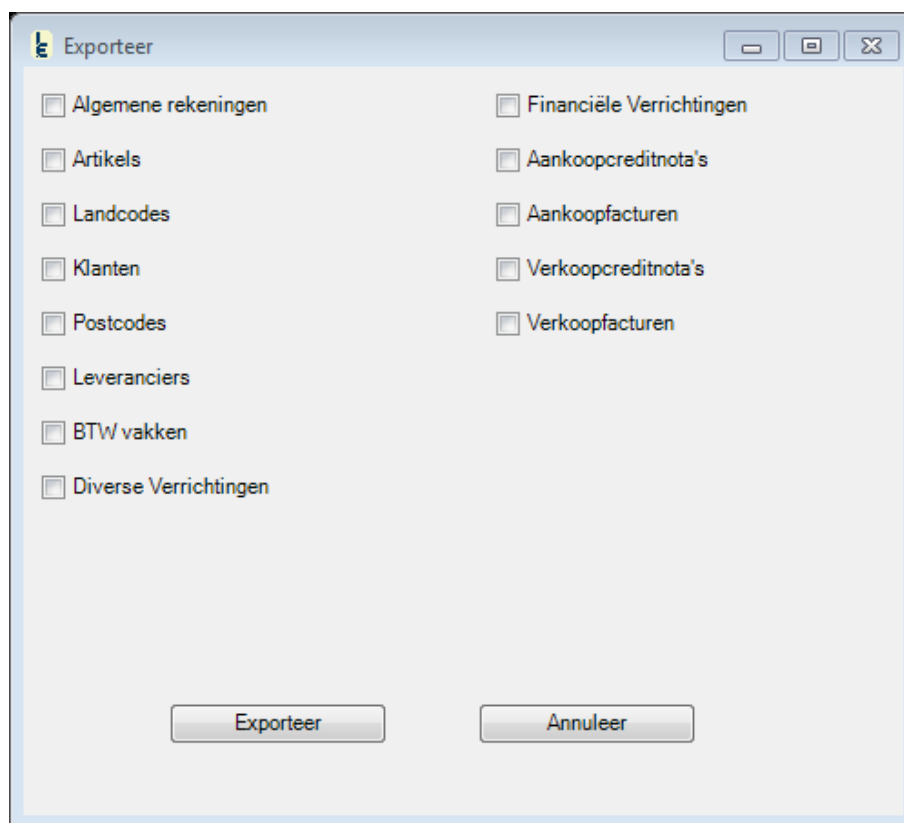 Exporteer
Algemene rekeningen
Artikels
Landcodes
Klanten
Postcodes
Leveranciers
BTW vakken
Diverse Verrichtingen
Financiële Verrichtingen
Aankoopcreditnota's
Aankoopfacturen
Verkoopcreditnota's
Verkoopfacturen
Exporteer
Annuleer